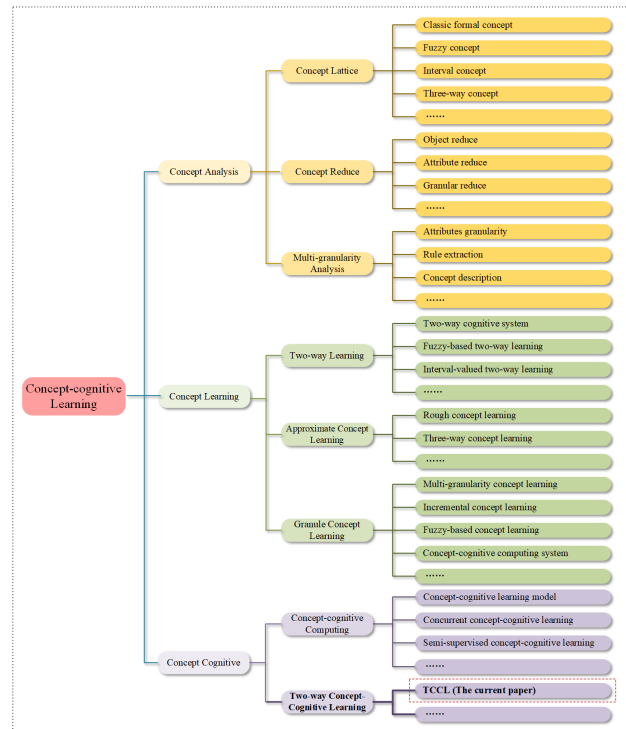 Concept-cognitive
Learning
Concept Analysis
Concept Lattice
Classic formal concept
Fuzzy concept
Interval concept
Three-way concept
······
Concept Reduce
Object reduce
Attribute reduce
Granular reduce
······
Multi-granularity
Analysis
Attributes granularity
Rule extraction
Concept description
······
Concept Learning
Two-way Learning
Two-way cognitive system
Fuzzy-based two-way learning
Interval-valued two-way learning
······
Approximate Concept
Learning
Rough concept learning
Three-way concept learning
······
Granule Concept
Learning
Multi-granularity concept learning
Incremental concept learning
Fuzzy-based concept learning
Concept-cognitive computing system
······
Concept Cognitive
Concept-cognitive
Computing
Concept-cognitive learning model
Concurrent concept-cognitive learning
Semi-supervised concept-cognitive learning
······
Two-way Concept-
Cognitive Learning
TCCL (The current paper)
······